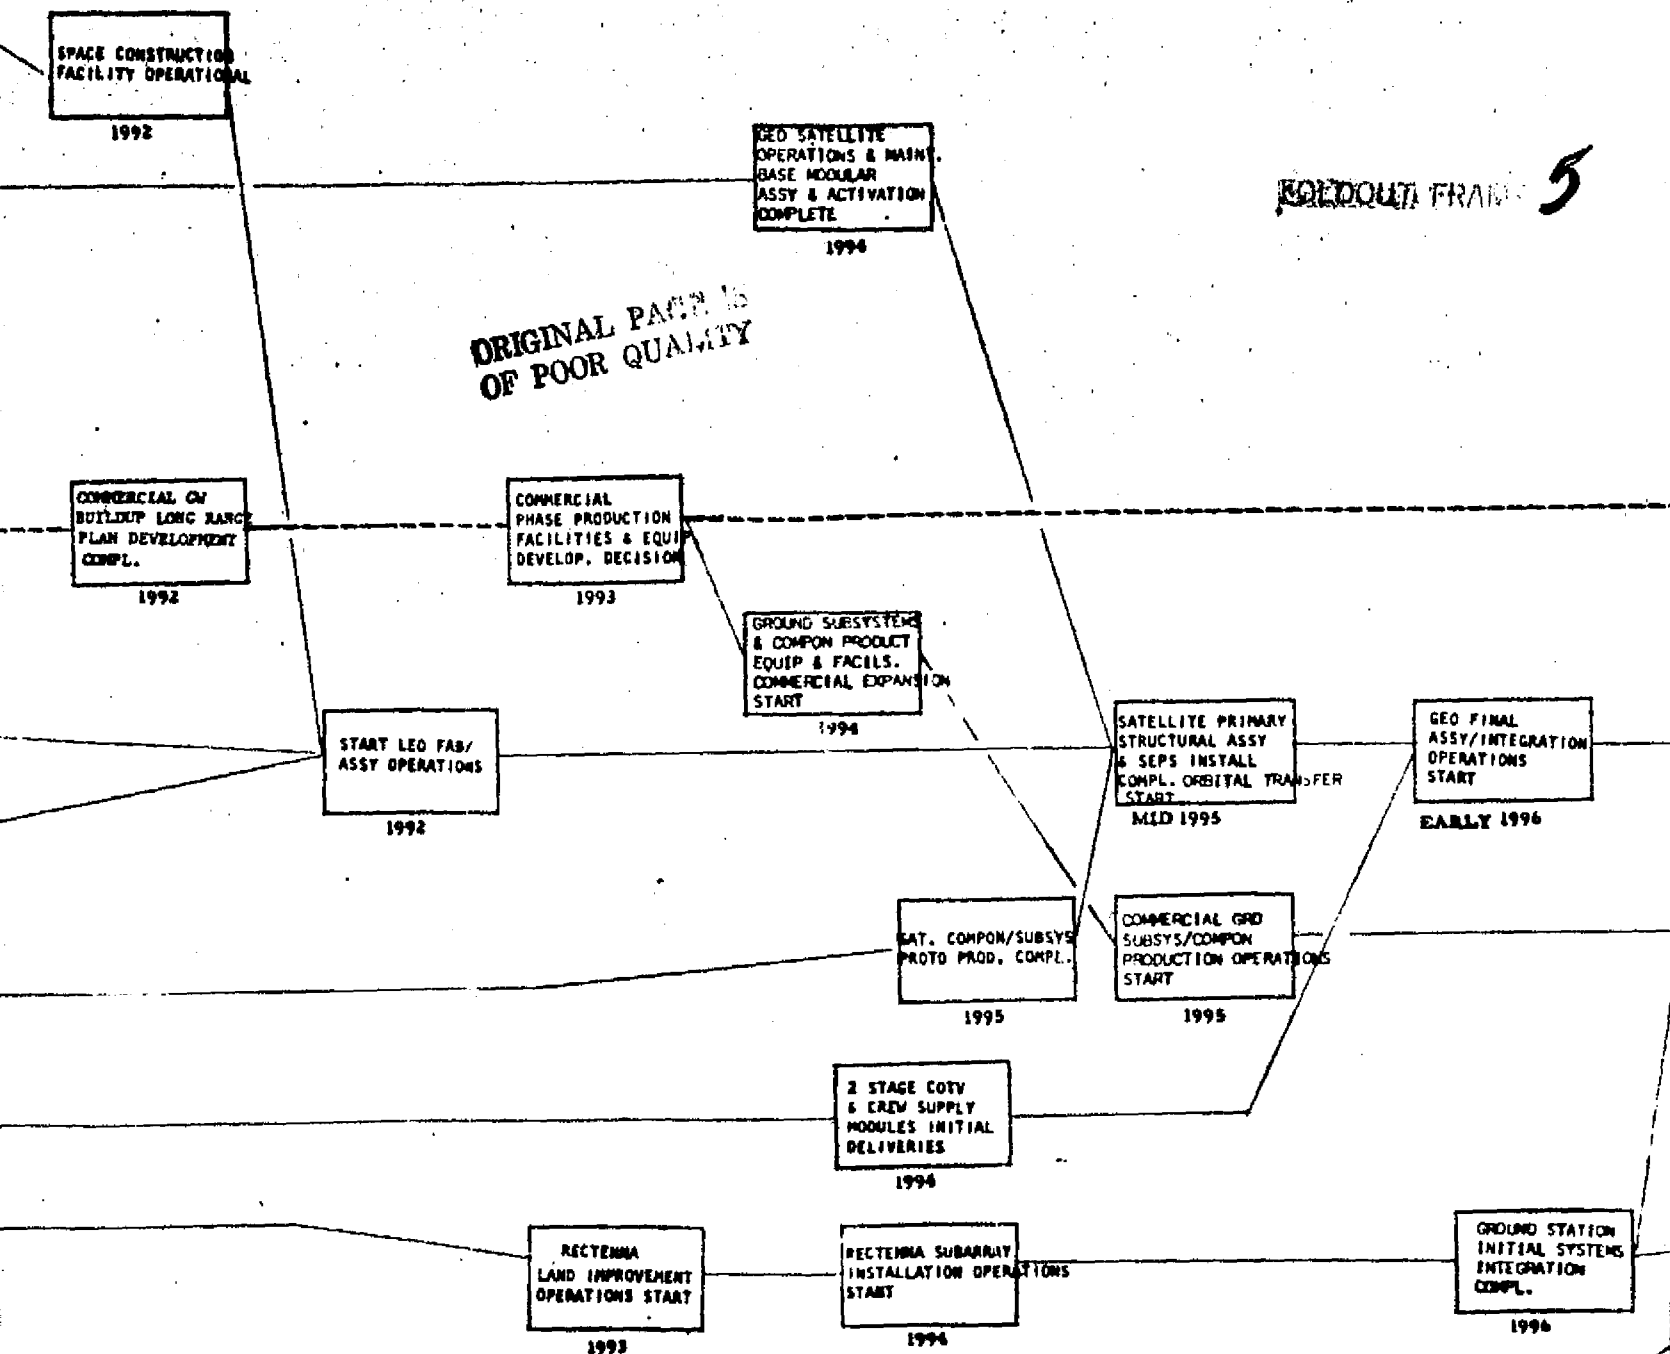 SPACE CONSTRUCTION
FACILITY OPERATIONAL
1992
GEO SATELLITE
OPERATIONS & MAINT.
BASE MODULAR
ASSY & ACTIVATION
COMPLETE
1994
FOLDOUT FRAME 5
ORIGINAL PAGE IS
OF POOR QUALITY
COMMERCIAL GW
BUILDUP LONG RANGE
PLAN DEVELOPMENT
COMPL.
1992
COMMERCIAL
PHASE PRODUCTION
FACILITIES & EQUIP
DEVELOP. DECISION
1993
GROUND SUBSYSTEMS
& COMPON PRODUCT
EQUIP & FACILS.
COMMERCIAL EXPANSION
START
1994
START LEO FAB/
ASSY OPERATIONS
1992
SATELLITE PRIMARY
STRUCTURAL ASSY
& SEPS INSTALL
COMPL. ORBITAL TRANSFER
START
MID 1995
GEO FINAL
ASSY/INTEGRATION
OPERATIONS
START
EARLY 1996
SAT. COMPON/SUBSYS
PROTO PROD. COMPL.
1995
COMMERCIAL GRD
SUBSYS/COMPON
PRODUCTION OPERATIONS
START
1995
2 STAGE COTV
& CREW SUPPLY
MODULES INITIAL
DELIVERIES
1994
RECTENNA
LAND IMPROVEMENT
OPERATIONS START
1993
RECTENNA SUBARRAY
INSTALLATION OPERATIONS
START
1994
GROUND STATION
INITIAL SYSTEMS
INTEGRATION
COMPL.
1996